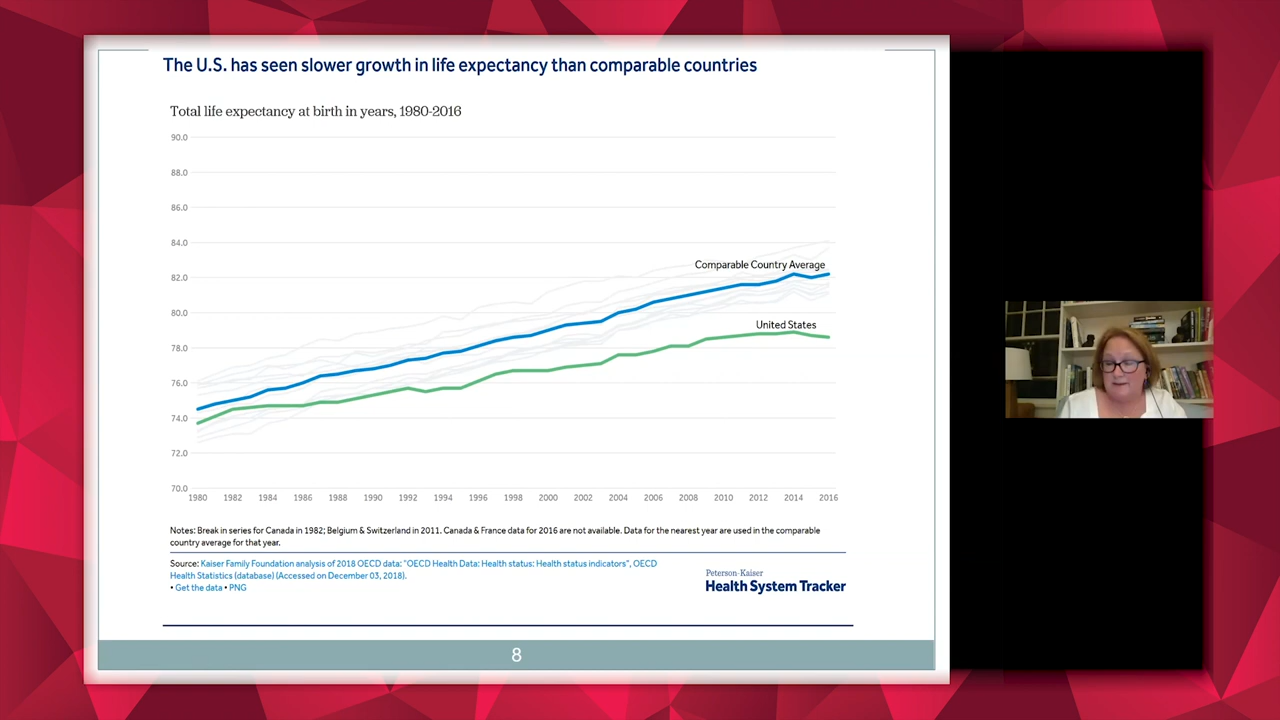 The U.S. has seen slower growth in life expectancy than comparable countries
Total life expectancy at birth in years, 1980-2016
90.0
88.0
86.0
84.0
82.0
80.0
78.0
76.0
74.0
72.0
70.0
Comparable Country Average
United States
1980 1982 1984 1986 1988 1990 1992 1994 1996 1998 2000 2002 2004 2006 2008 2010 2012 2014 2016
Notes: Break in series for Canada in 1982; Belgium & Switzerland in 2011. Canada & France data for 2016 are not available. Data for the nearest year are used in the comparable
country average for that year.
Source: Kaiser Family Foundation analysis of 2018 OECD data: "OECD Health Data: Health status: Health status indicators", OECD
Health Statistics (database) (Accessed on December 03, 2018).
• Get the data • PNG
Peterson-Kaiser
Health System Tracker
8